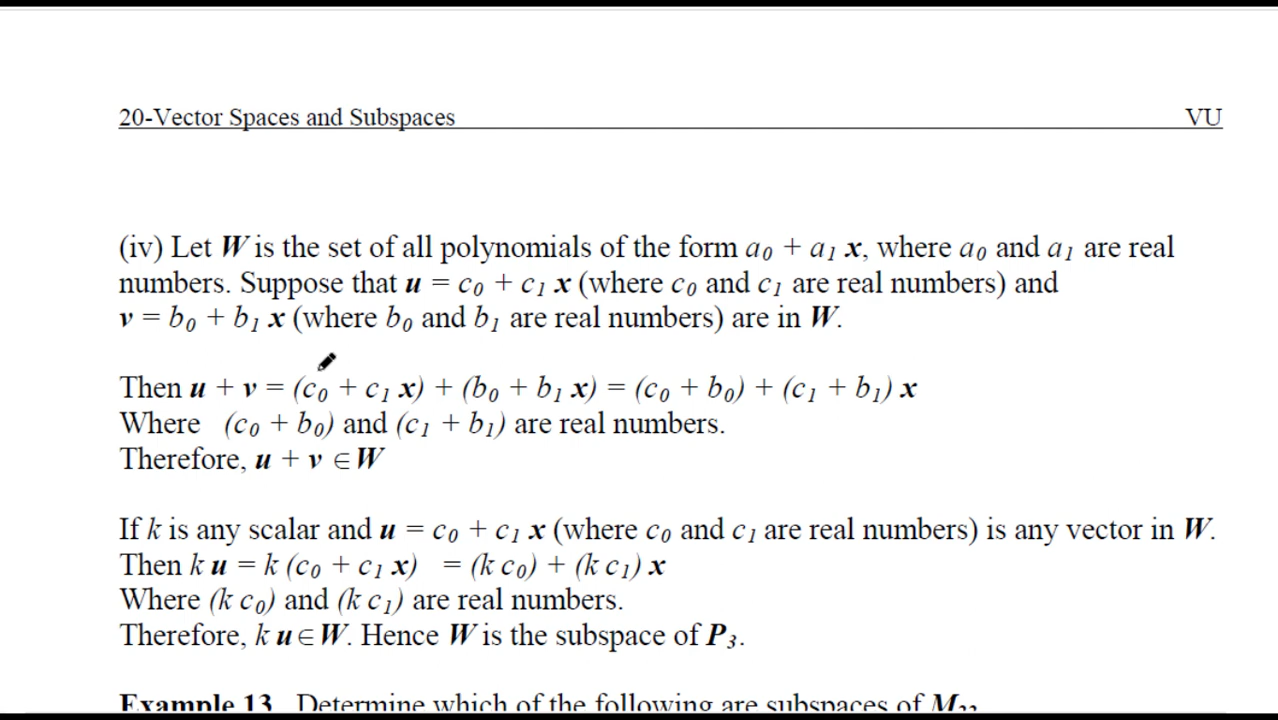 20-Vector Spaces and Subspaces VU
(iv) Let W is the set of all polynomials of the form a₀ + a₁ x, where a₀ and a₁ are real
numbers. Suppose that u = c₀ + c₁ x (where c₀ and c₁ are real numbers) and
v = b₀ + b₁ x (where b₀ and b₁ are real numbers) are in W.
Then u + v = (c₀ + c₁ x) + (b₀ + b₁ x) = (c₀ + b₀) + (c₁ + b₁) x
Where (c₀ + b₀) and (c₁ + b₁) are real numbers.
Therefore, u + v ∈ W
If k is any scalar and u = c₀ + c₁ x (where c₀ and c₁ are real numbers) is any vector in W.
Then k u = k (c₀ + c₁ x) = (k c₀) + (k c₁) x
Where (k c₀) and (k c₁) are real numbers.
Therefore, k u ∈ W. Hence W is the subspace of P₃.
Example 13 Determine which of the following are subspaces of M₂₂